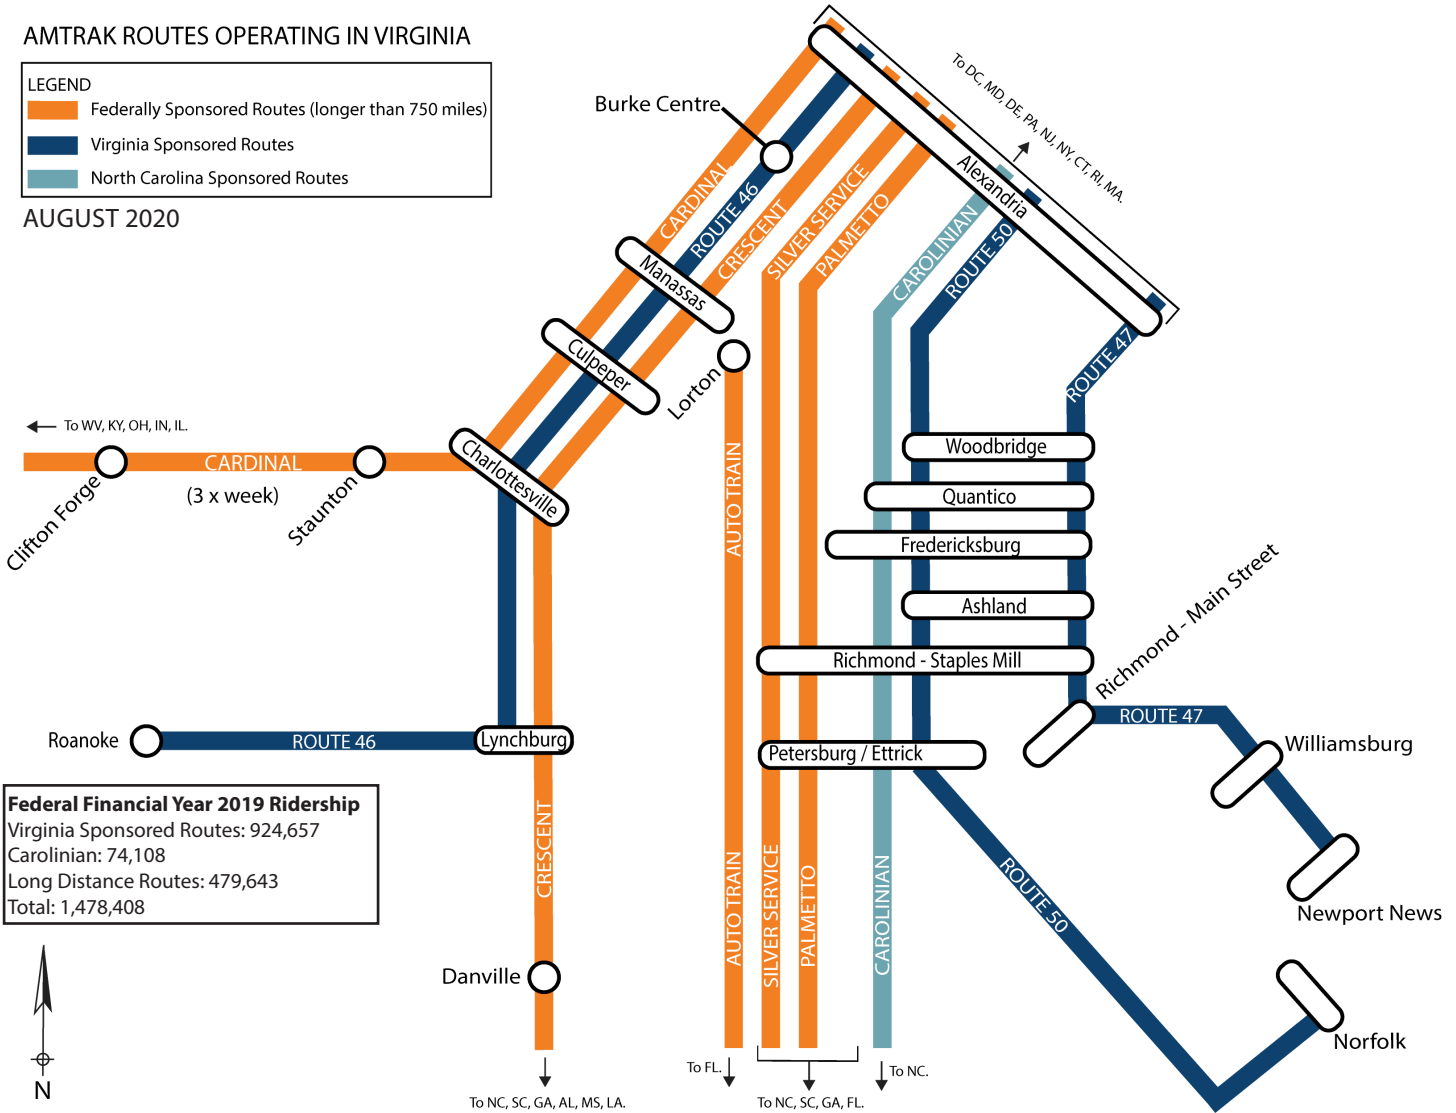 AMTRAK ROUTES OPERATING IN VIRGINIA
LEGEND
Federally Sponsored Routes (longer than 750 miles)
Virginia Sponsored Routes
North Carolina Sponsored Routes
AUGUST 2020
Burke Centre
To DC, MD, DE, PA, NJ, NY, CT, RI, MA.
Alexandria
CARDINAL
ROUTE 46
CRESCENT
SILVER SERVICE
PALMETTO
CAROLINIAN
ROUTE 50
ROUTE 47
Manassas
Culpeper
Lorton
Charlottesville
To WV, KY, OH, IN, IL.
CARDINAL
(3 x week)
Clifton Forge
Staunton
AUTO TRAIN
Woodbridge
Quantico
Fredericksburg
Ashland
Richmond - Staples Mill
Richmond - Main Street
ROUTE 47
Williamsburg
Newport News
Petersburg / Ettrick
Roanoke
ROUTE 46
Lynchburg
Federal Financial Year 2019 Ridership
Virginia Sponsored Routes: 924,657
Carolinian: 74,108
Long Distance Routes: 479,643
Total: 1,478,408
CRESCENT
AUTO TRAIN
SILVER SERVICE
PALMETTO
CAROLINIAN
ROUTE 50
Danville
Norfolk
N
To NC, SC, GA, AL, MS, LA.
To FL.
To NC, SC, GA, FL.
To NC.